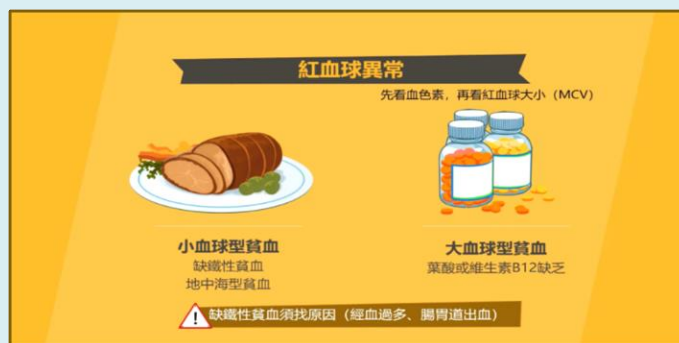 紅血球異常
先看血色素，再看紅血球大小（MCV）
小血球型貧血
缺鐵性貧血
地中海型貧血
大血球型貧血
葉酸或維生素B12缺乏
缺鐵性貧血須找原因（經血過多、腸胃道出血）